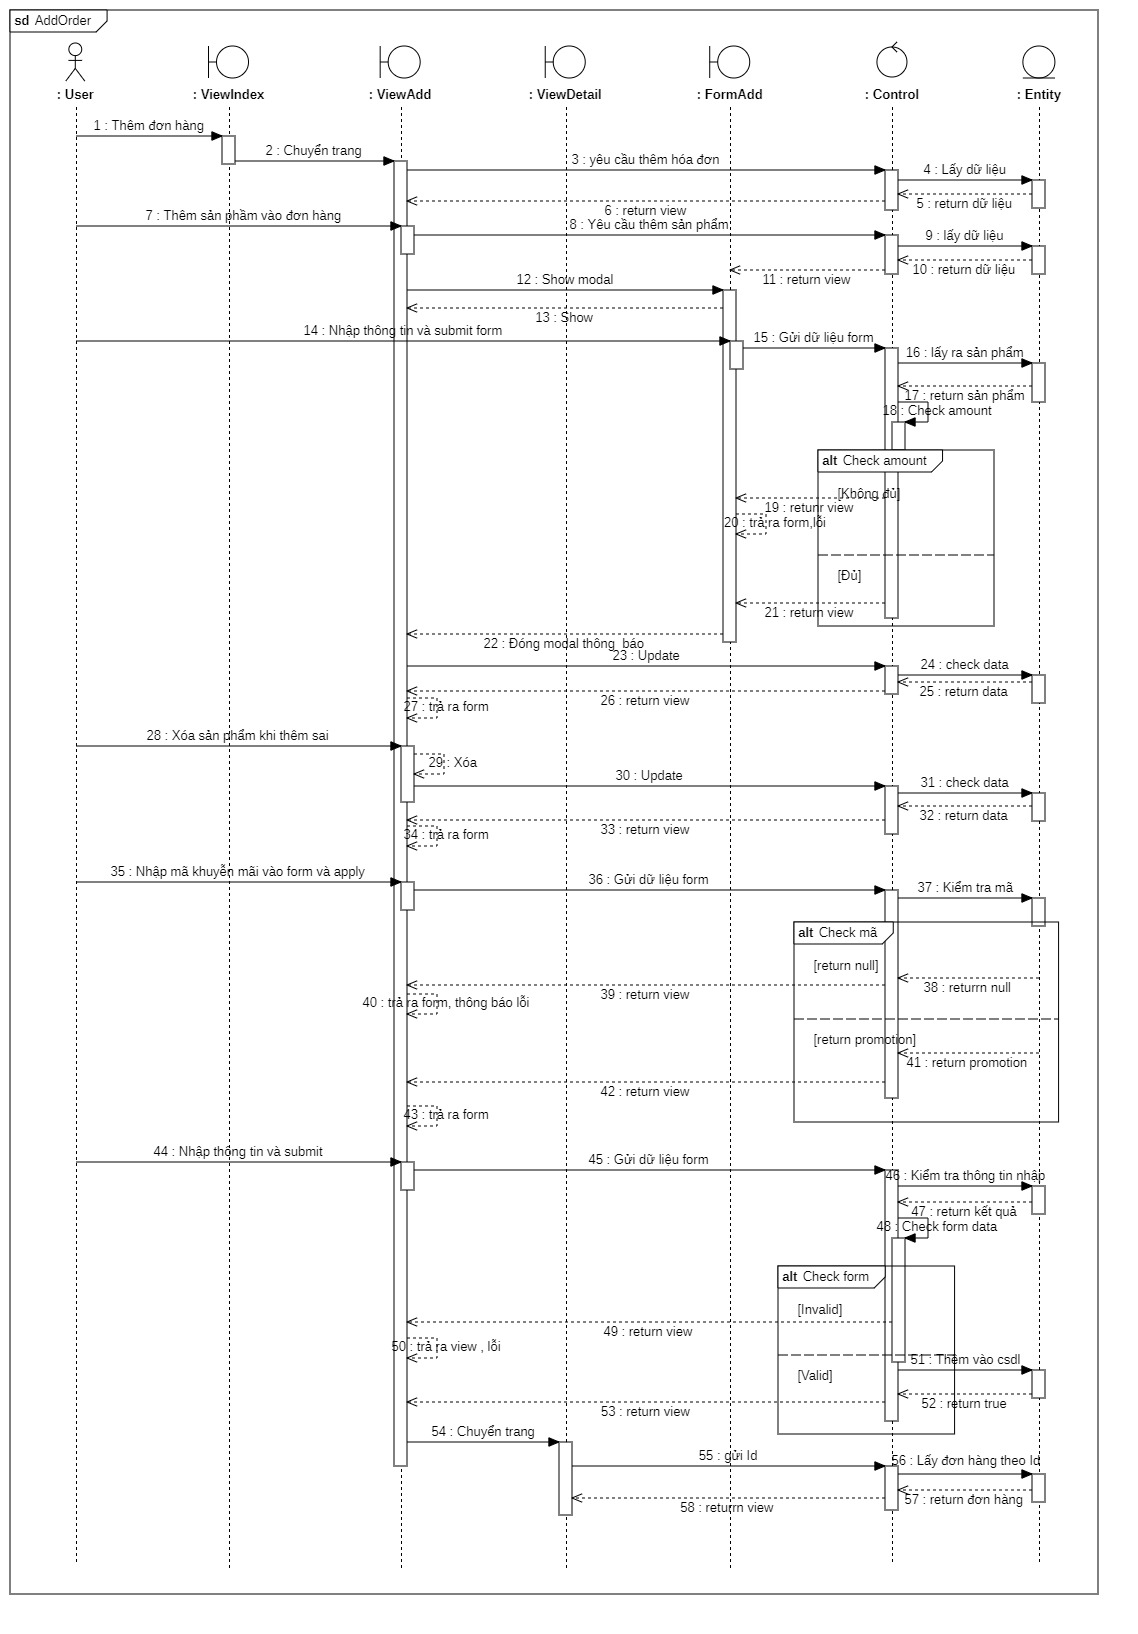 sd AddOrder
: User
: ViewIndex
: ViewAdd
: ViewDetail
: FormAdd
: Control
: Entity
1 : Thêm đơn hàng
2 : Chuyển trang
3 : yêu cầu thêm hóa đơn
4 : Lấy dữ liệu
5 : return dữ liệu
6 : return view
7 : Thêm sản phầm vào đơn hàng
8 : Yêu cầu thêm sản phẩm
9 : lấy dữ liệu
10 : return dữ liệu
11 : return view
12 : Show modal
13 : Show
14 : Nhập thông tin và submit form
15 : Gửi dữ liệu form
16 : lấy ra sản phẩm
17 : return sản phẩm
18 : Check amount
alt Check amount
[Không đủ]
19 : retunr view
20 : trả ra form,lỗi
[Đủ]
21 : return view
22 : Đóng modal thông  báo
23 : Update
24 : check data
25 : return data
26 : return view
27 : trả ra form
28 : Xóa sản phẩm khi thêm sai
29 : Xóa
30 : Update
31 : check data
32 : return data
33 : return view
34 : trả ra form
35 : Nhập mã khuyễn mãi vào form và apply
36 : Gửi dữ liệu form
37 : Kiểm tra mã
alt Check mã
[return null]
38 : returrn null
39 : return view
40 : trả ra form, thông báo lỗi
[return promotion]
41 : return promotion
42 : return view
43 : trả ra form
44 : Nhập thông tin và submit
45 : Gửi dữ liệu form
46 : Kiểm tra thông tin nhập
47 : return kết quả
48 : Check form data
alt Check form
[Invalid]
49 : return view
50 : trả ra view , lỗi
51 : Thêm vào csdl
[Valid]
52 : return true
53 : return view
54 : Chuyển trang
55 : gửi Id
56 : Lấy đơn hàng theo Id
57 : return đơn hàng
58 : returrn view